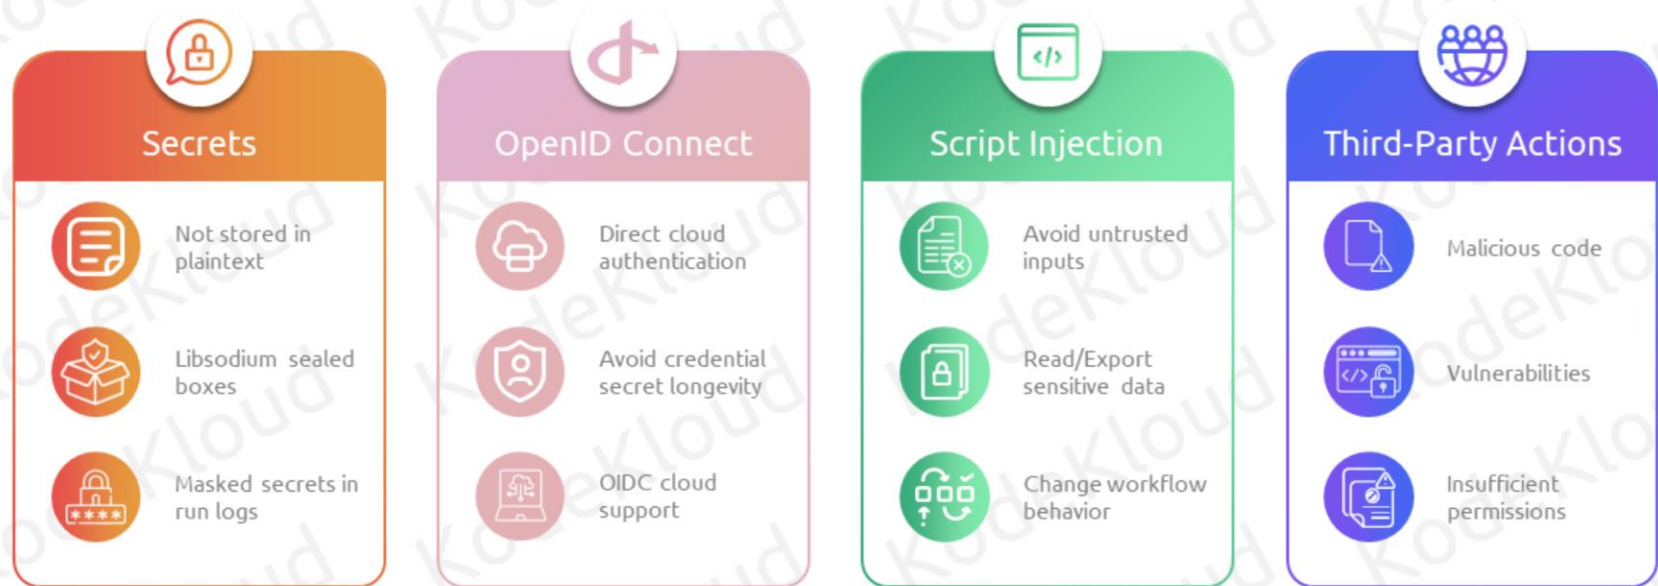 Secrets
Not stored in
plaintext
Libsodium sealed
boxes
****
Masked secrets in
run logs
OpenID Connect
Direct cloud
authentication
Avoid credential
secret longevity
OIDC cloud
support
</>
Script Injection
Avoid untrusted
inputs
Read/Export
sensitive data
Change workflow
behavior
Third-Party Actions
Malicious code
</>
Vulnerabilities
Insufficient
permissions
KodeKloud